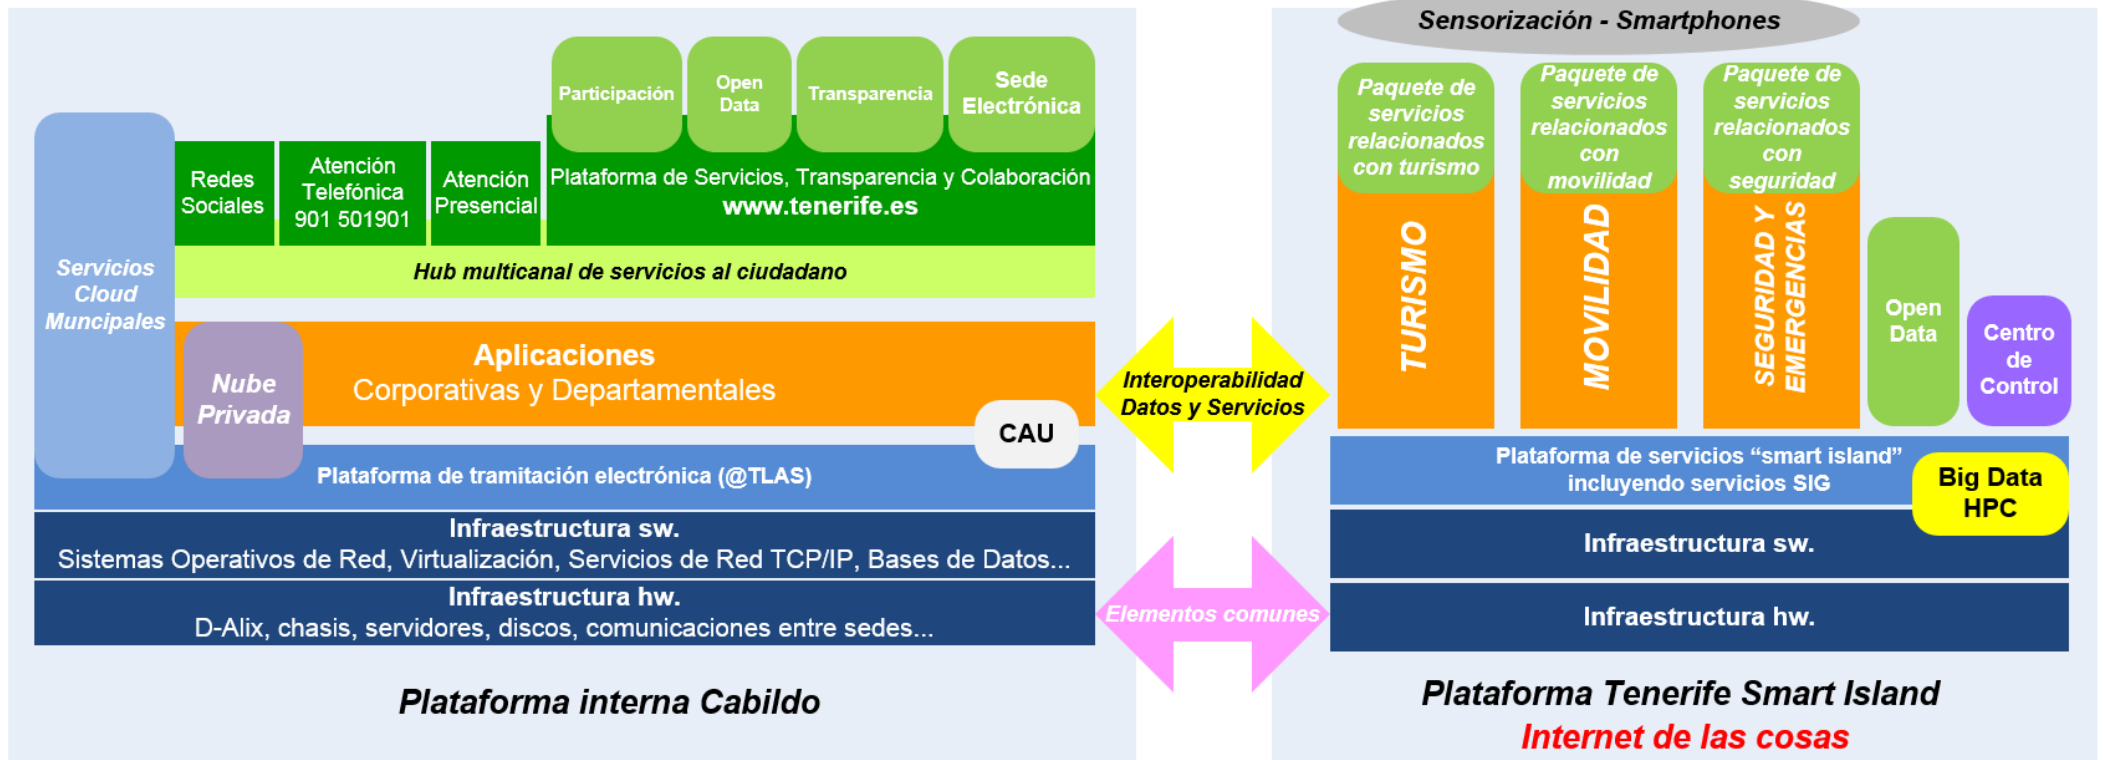 Participación
Open
Data
Transparencia
Sede
Electrónica
Redes
Sociales
Atención
Telefónica
901 501901
Atención
Presencial
Plataforma de Servicios, Transparencia y Colaboración
www.tenerife.es
Servicios
Cloud
Muncipales
Hub multicanal de servicios al ciudadano
Nube
Privada
Aplicaciones
Corporativas y Departamentales
CAU
Plataforma de tramitación electrónica (@TLAS)
Infraestructura sw.
Sistemas Operativos de Red, Virtualización, Servicios de Red TCP/IP, Bases de Datos...
Infraestructura hw.
D-Alix, chasis, servidores, discos, comunicaciones entre sedes...
Plataforma interna Cabildo
Interoperabilidad
Datos y Servicios
Elementos comunes
Sensorización - Smartphones
Paquete de
servicios
relacionados
con turismo
Paquete de
servicios
relacionados
con
movilidad
Paquete de
servicios
relacionados
con
seguridad
TURISMO
MOVILIDAD
SEGURIDAD Y
EMERGENCIAS
Open
Data
Centro
de
Control
Plataforma de servicios “smart island”
incluyendo servicios SIG
Big Data
HPC
Infraestructura sw.
Infraestructura hw.
Plataforma Tenerife Smart Island
Internet de las cosas